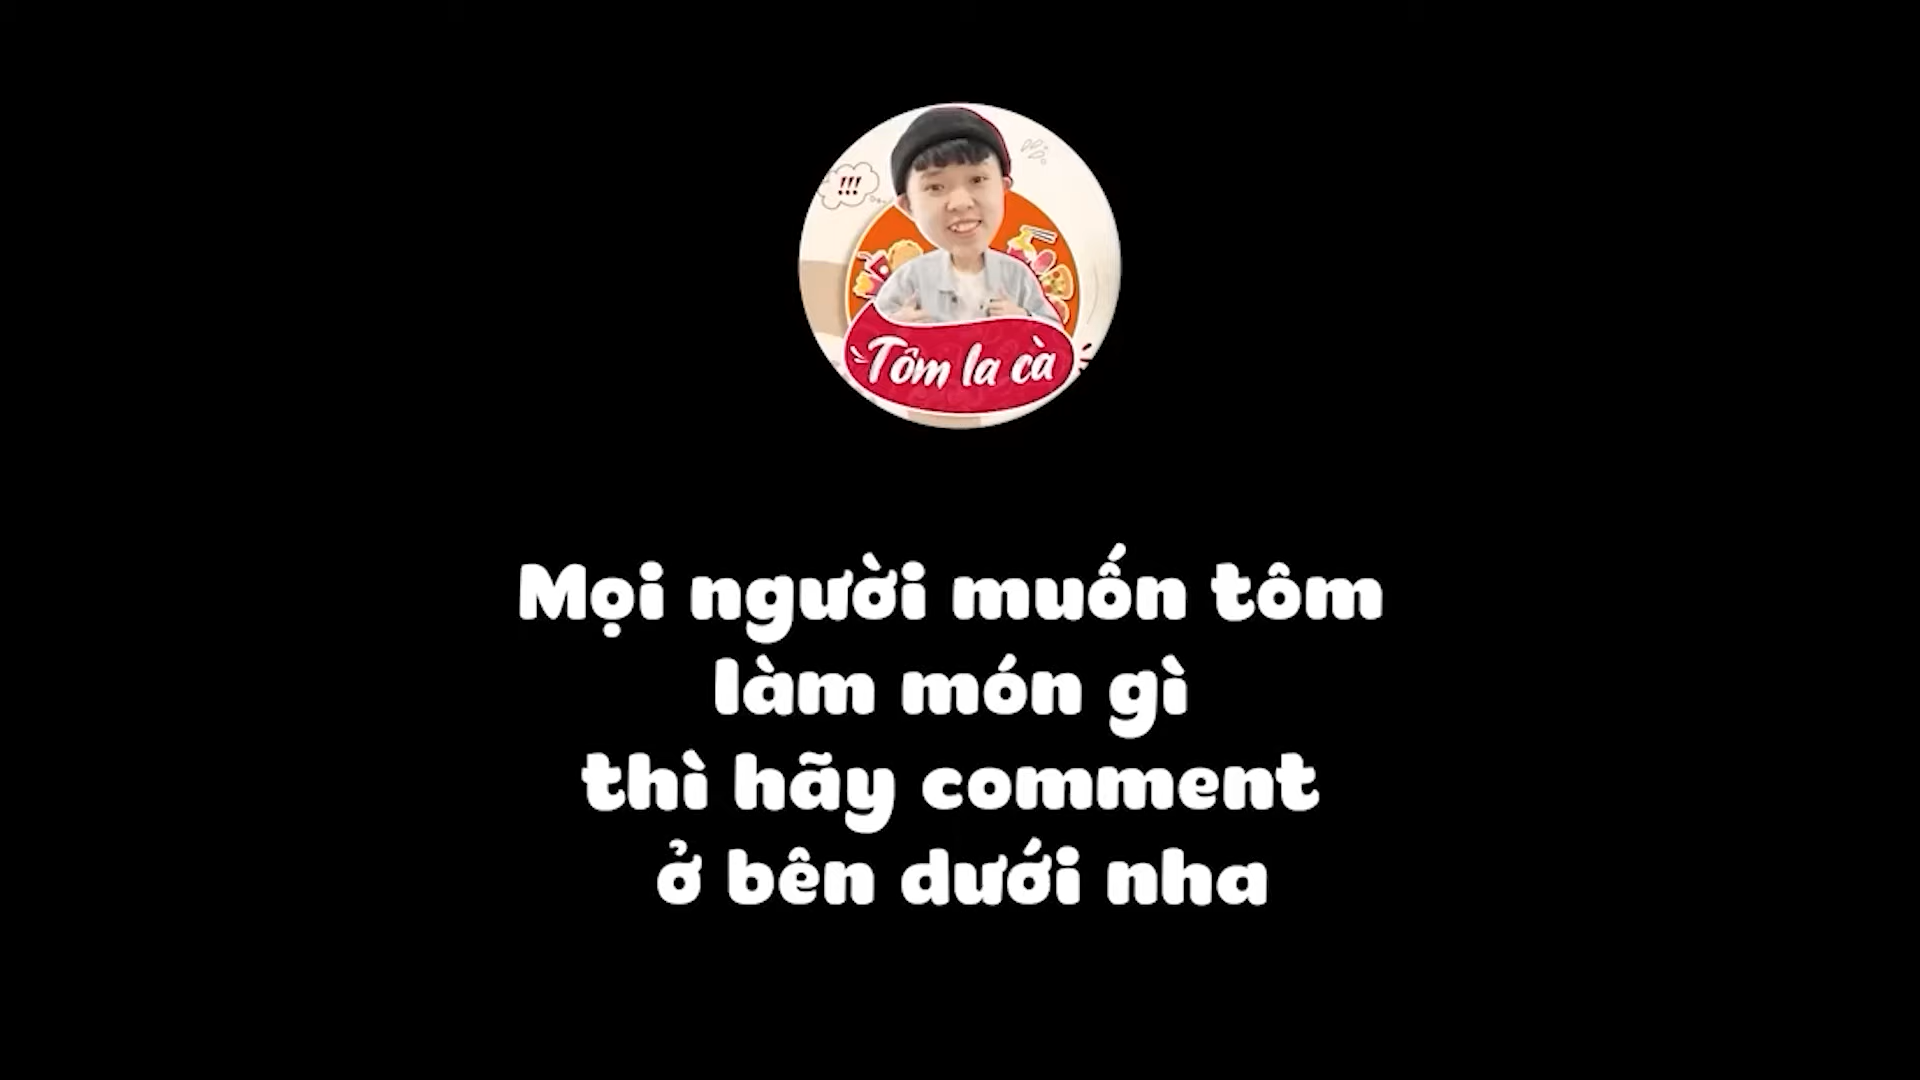 !!!
Tôm la cà
Mọi người muốn tôm
làm món gì
thì hãy comment
ở bên dưới nha